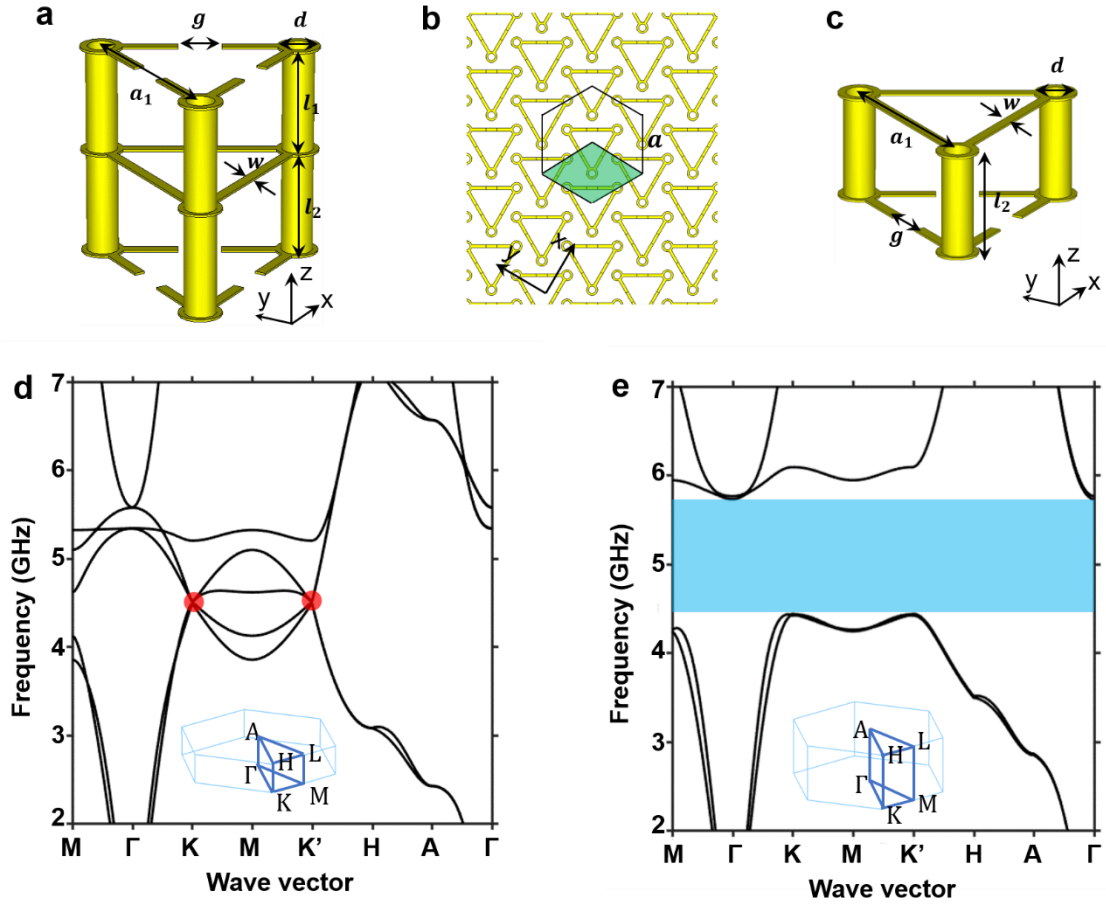 a
g
d
a₁
l₁
w
l₂
z
y
x
b
a
y
x
c
d
w
a₁
l₂
g
z
y
x
d
Frequency (GHz)
7
6
5
4
3
2
A
L
H
Γ
M
K
M Γ K M K' H A Γ
Wave vector
e
Frequency (GHz)
7
6
5
4
3
2
A
L
H
Γ
M
K
M Γ K M K' H A Γ
Wave vector